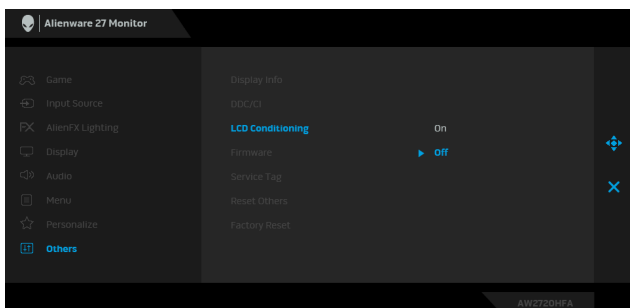 Alienware 27 Monitor
Game
Display Info
Input Source
DDC/CI
AlienFX Lighting
LCD Conditioning On
Display
Firmware Off
Audio
Service Tag
Menu
Reset Others
Personalize
Factory Reset
Others
AW2720HFA